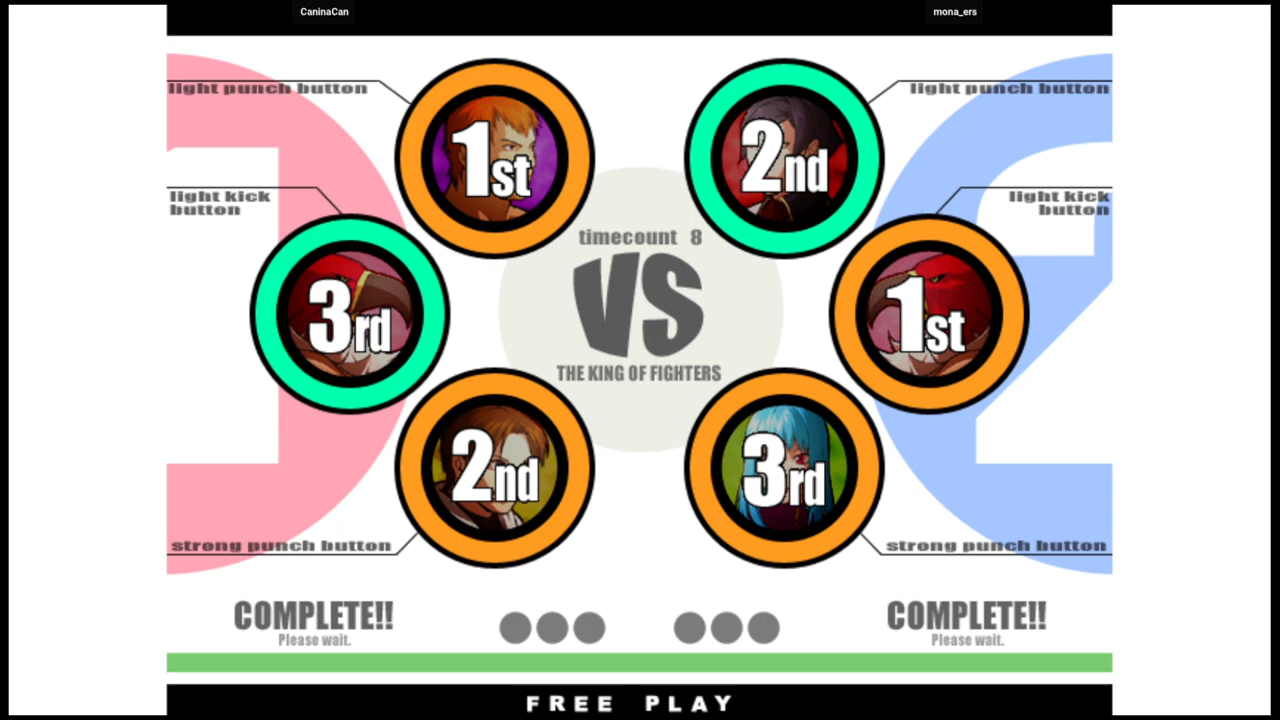 CaninaCan
mona_ers
light punch button
light punch button
1st
2nd
light kick
button
light kick
button
timecount 8
VS
THE KING OF FIGHTERS
3rd
1st
2nd
3rd
strong punch button
strong punch button
COMPLETE!!
Please wait.
COMPLETE!!
Please wait.
FREE PLAY